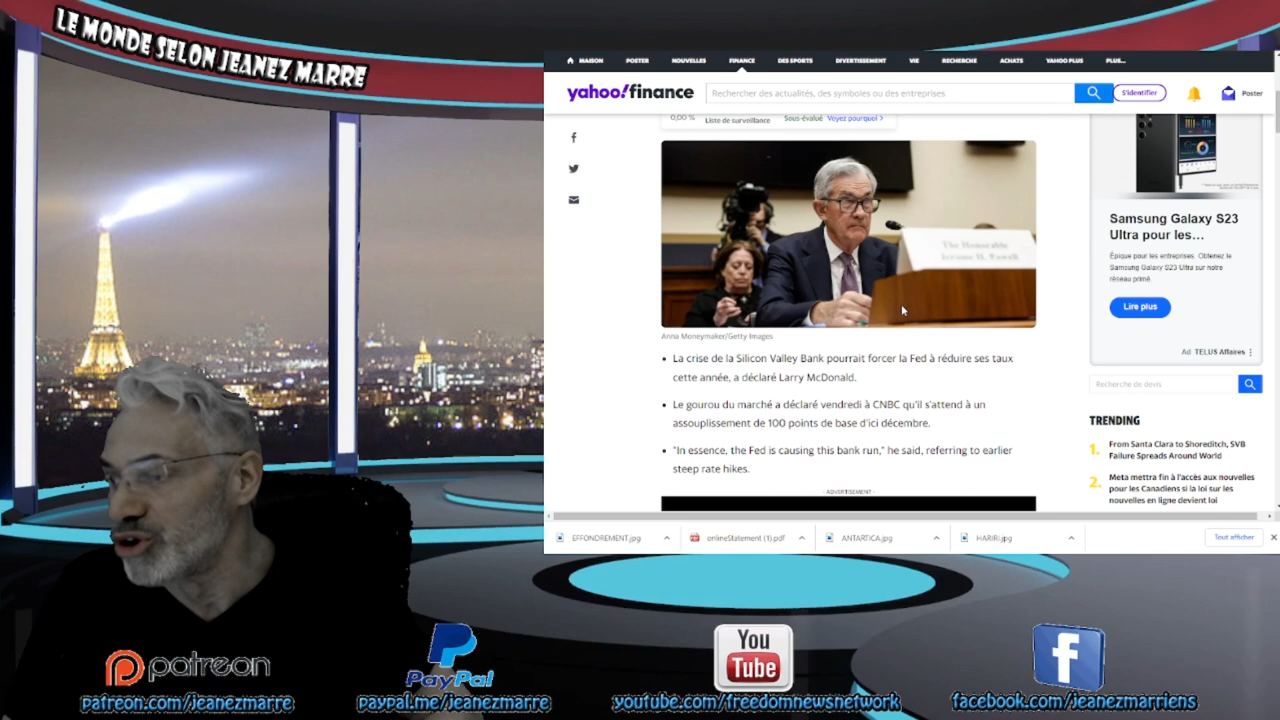 LE MONDE SELON JEANEZ MARRE
MAISON POSTER NOUVELLES FINANCE DES SPORTS DIVERTISSEMENT VIE RECHERCHE ACHATS YAHOO PLUS PLUS...
yahoo!finance
Rechercher des actualités, des symboles ou des entreprises
S'identifier
Poster
0,00 % Liste de surveillance Sous-évalué Voyez pourquoi >
The Honorable
Jerome H. Powell
Anna Moneymaker/Getty Images
• La crise de la Silicon Valley Bank pourrait forcer la Fed à réduire ses taux
cette année, a déclaré Larry McDonald.
• Le gourou du marché a déclaré vendredi à CNBC qu'il s'attend à un
assouplissement de 100 points de base d'ici décembre.
• "In essence, the Fed is causing this bank run," he said, referring to earlier
steep rate hikes.
- ADVERTISEMENT -
Samsung Galaxy S23
Ultra pour les...
Épique pour les entreprises. Obtenez le
Samsung Galaxy S23 Ultra sur notre
réseau primé.
Lire plus
Ad TELUS Affaires
Recherche de devis
TRENDING
1. From Santa Clara to Shoreditch, SVB
Failure Spreads Around World
2. Meta mettra fin à l'accès aux nouvelles
pour les Canadiens si la loi sur les
nouvelles en ligne devient loi
EFFONDREMENT.jpg onlineStatement (1).pdf ANTARTICA.jpg HARIRI.jpg Tout afficher
patreon
PayPal
You
Tube
f
patreon.com/jeanezmarre
paypal.me/jeanezmarre
youtube.com/freedomnewsnetwork
facebook.com/jeanezmarriens